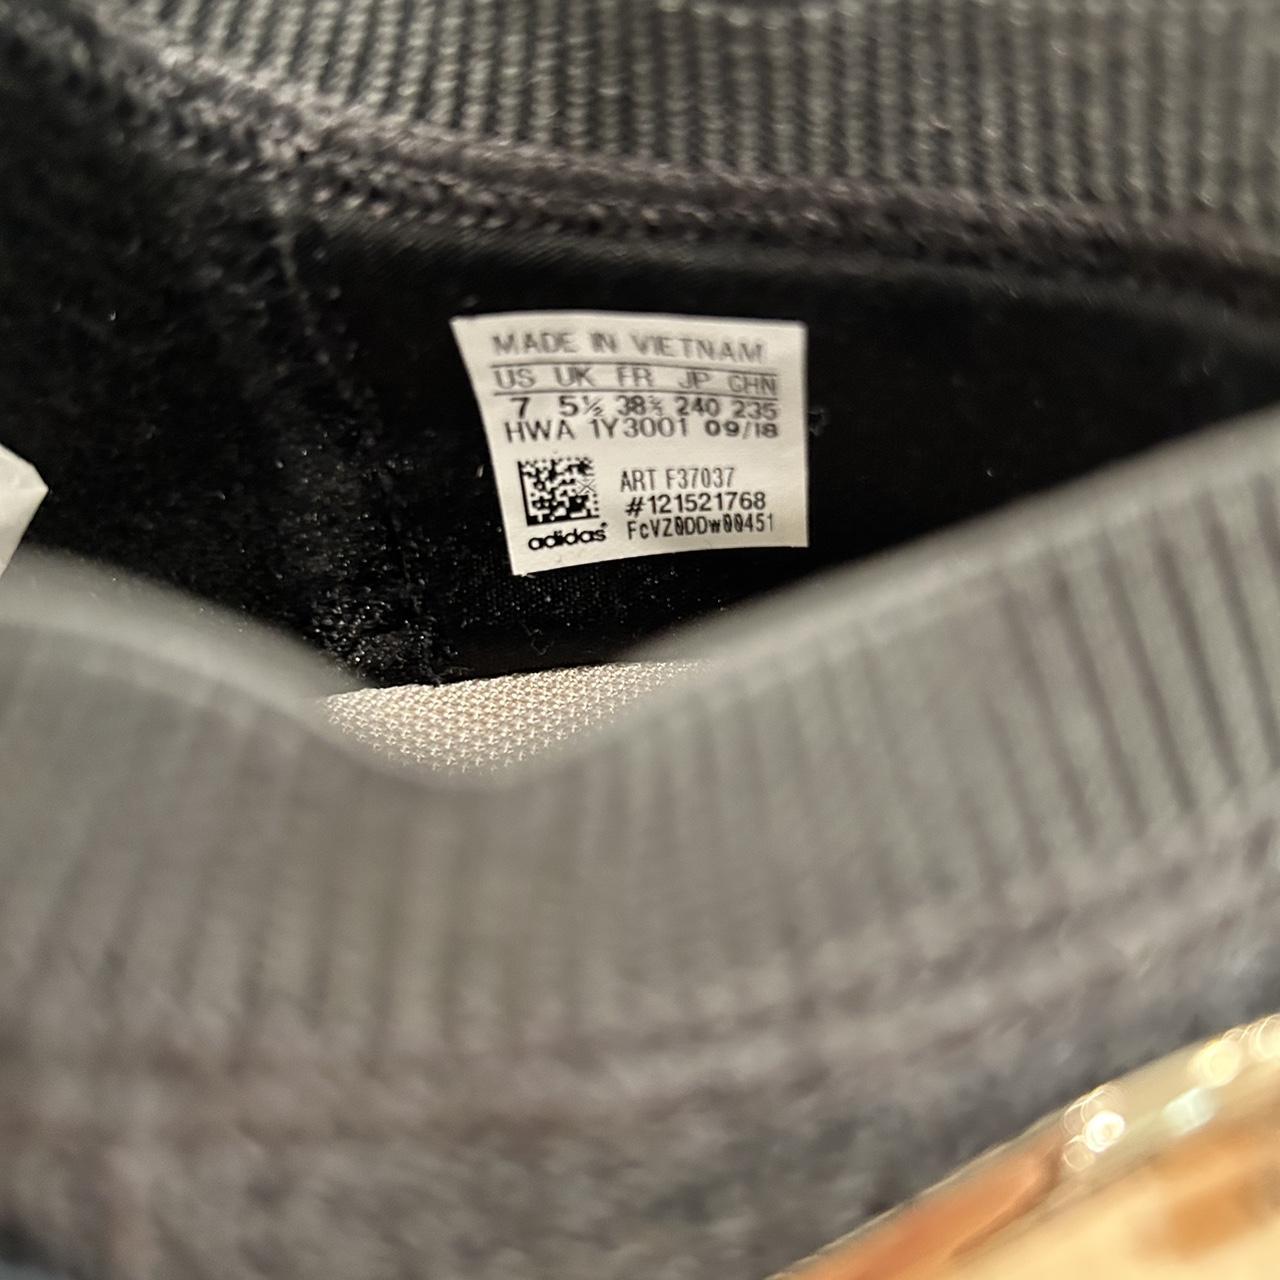 MADE IN VIETNAM
US UK FR JP CHN
7 5½ 38⅔ 240 235
HWA 1Y3001 09/18
ART F37037
#121521768
FcVZ0DDw00451
adidas